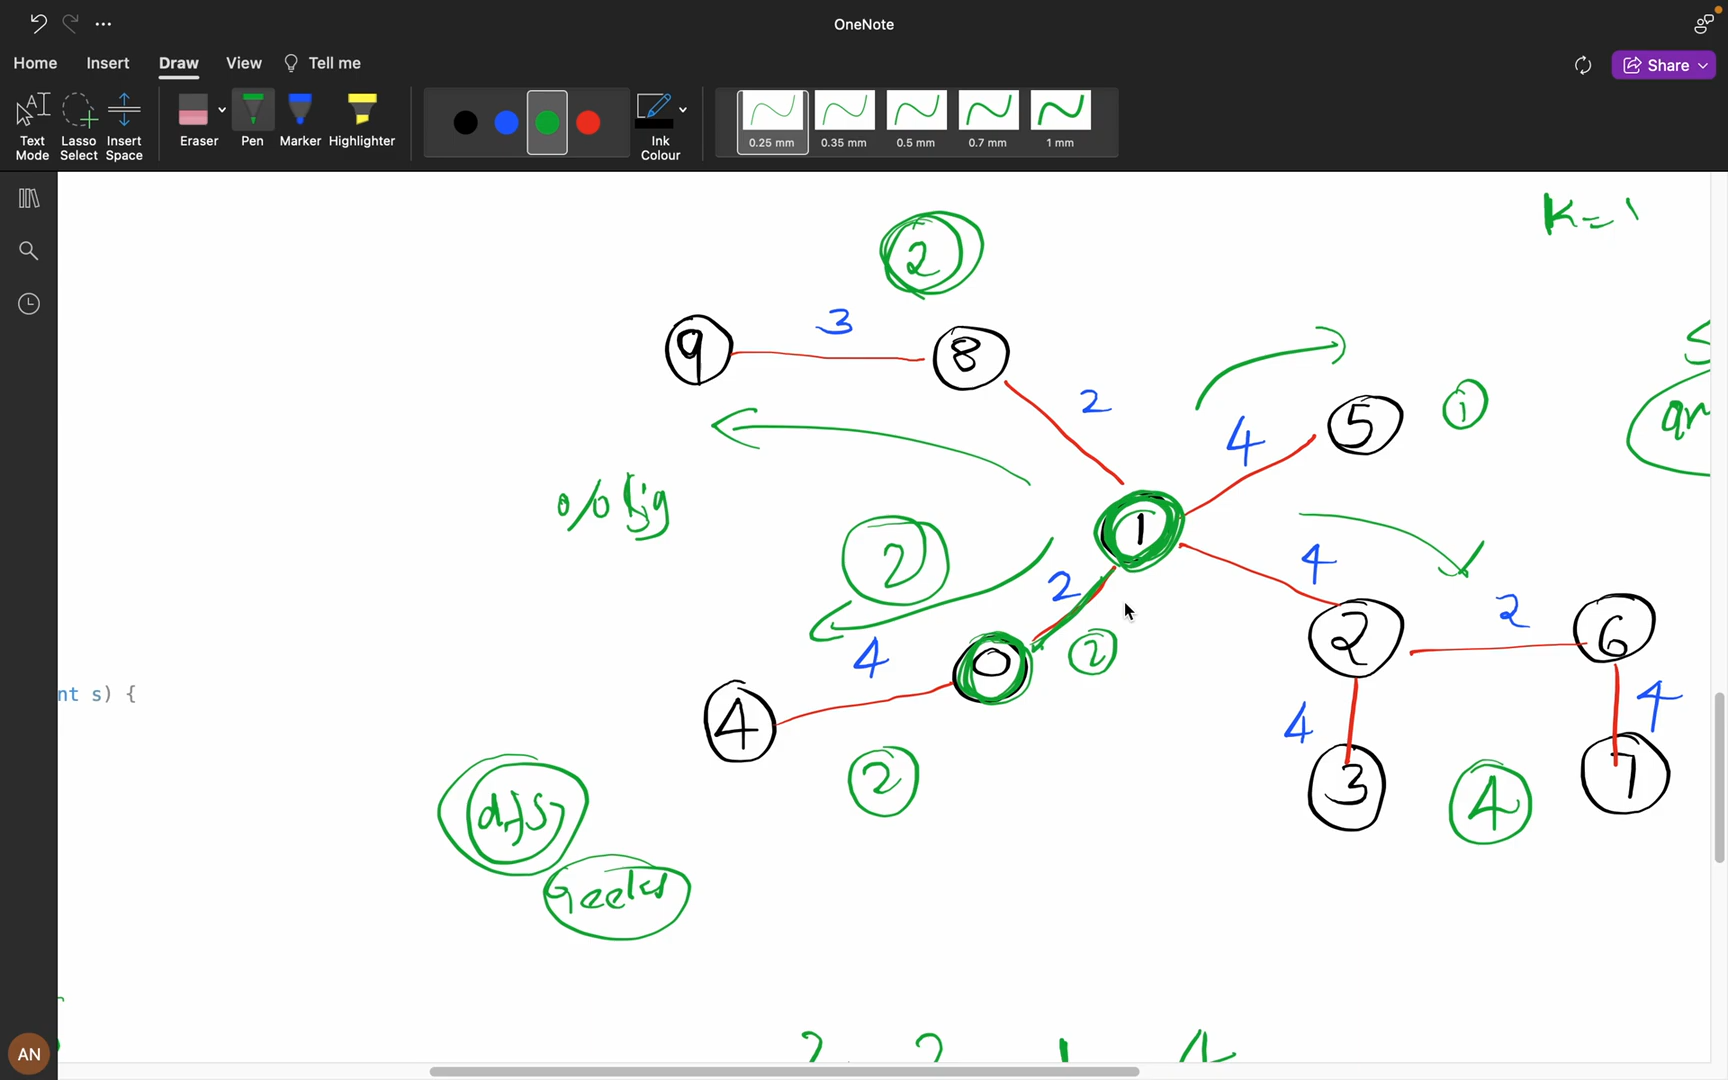 OneNote
Home Insert Draw View Tell me
Share
Text Mode
Lasso Select
Insert Space
Eraser
Pen
Marker
Highlighter
Ink Colour
0.25 mm
0.35 mm
0.5 mm
0.7 mm
1 mm
K=1
2
9
3
8
2
4
5
1
1
4
2
2
6
2
2
2
4
0
4
2
4
3
4
7
4
nt s) {
dfs
Geeks
AN